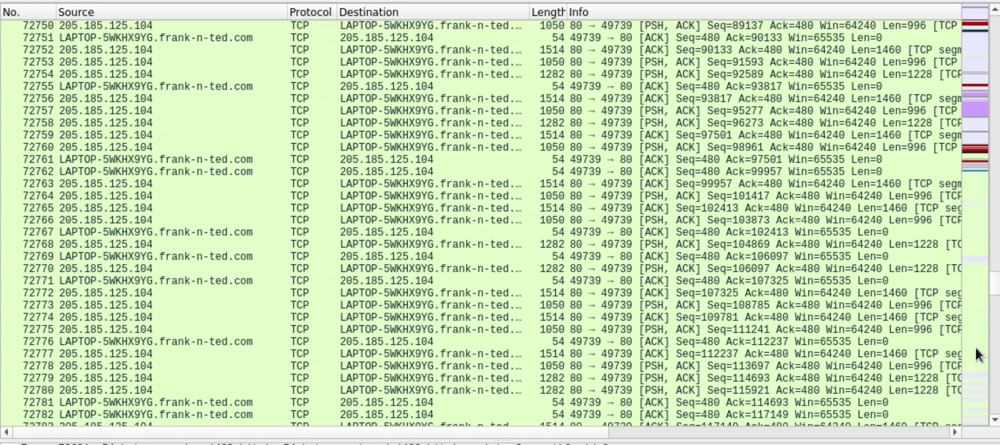 No. Source Protocol Destination Length Info
72750 205.185.125.104 TCP LAPTOP-5WKHX9YG.frank-n-ted.… 1050 80 → 49739 [PSH, ACK] Seq=89137 Ack=480 Win=64240 Len=996 [TCP
72751 LAPTOP-5WKHX9YG.frank-n-ted.com TCP 205.185.125.104 54 49739 → 80 [ACK] Seq=480 Ack=90133 Win=65535 Len=0
72752 205.185.125.104 TCP LAPTOP-5WKHX9YG.frank-n-ted.… 1514 80 → 49739 [ACK] Seq=90133 Ack=480 Win=64240 Len=1460 [TCP segm
72753 205.185.125.104 TCP LAPTOP-5WKHX9YG.frank-n-ted.… 1050 80 → 49739 [PSH, ACK] Seq=91593 Ack=480 Win=64240 Len=996 [TCP
72754 205.185.125.104 TCP LAPTOP-5WKHX9YG.frank-n-ted.… 1282 80 → 49739 [PSH, ACK] Seq=92589 Ack=480 Win=64240 Len=1228 [TCP
72755 LAPTOP-5WKHX9YG.frank-n-ted.com TCP 205.185.125.104 54 49739 → 80 [ACK] Seq=480 Ack=93817 Win=65535 Len=0
72756 205.185.125.104 TCP LAPTOP-5WKHX9YG.frank-n-ted.… 1514 80 → 49739 [ACK] Seq=93817 Ack=480 Win=64240 Len=1460 [TCP segm
72757 205.185.125.104 TCP LAPTOP-5WKHX9YG.frank-n-ted.… 1050 80 → 49739 [PSH, ACK] Seq=95277 Ack=480 Win=64240 Len=996 [TCP
72758 205.185.125.104 TCP LAPTOP-5WKHX9YG.frank-n-ted.… 1282 80 → 49739 [PSH, ACK] Seq=96273 Ack=480 Win=64240 Len=1228 [TCP
72759 205.185.125.104 TCP LAPTOP-5WKHX9YG.frank-n-ted.… 1514 80 → 49739 [ACK] Seq=97501 Ack=480 Win=64240 Len=1460 [TCP segm
72760 205.185.125.104 TCP LAPTOP-5WKHX9YG.frank-n-ted.… 1050 80 → 49739 [PSH, ACK] Seq=98961 Ack=480 Win=64240 Len=996 [TCP
72761 LAPTOP-5WKHX9YG.frank-n-ted.com TCP 205.185.125.104 54 49739 → 80 [ACK] Seq=480 Ack=97501 Win=65535 Len=0
72762 LAPTOP-5WKHX9YG.frank-n-ted.com TCP 205.185.125.104 54 49739 → 80 [ACK] Seq=480 Ack=99957 Win=65535 Len=0
72763 205.185.125.104 TCP LAPTOP-5WKHX9YG.frank-n-ted.… 1514 80 → 49739 [ACK] Seq=99957 Ack=480 Win=64240 Len=1460 [TCP segm
72764 205.185.125.104 TCP LAPTOP-5WKHX9YG.frank-n-ted.… 1050 80 → 49739 [PSH, ACK] Seq=101417 Ack=480 Win=64240 Len=996 [TCP
72765 205.185.125.104 TCP LAPTOP-5WKHX9YG.frank-n-ted.… 1514 80 → 49739 [ACK] Seq=102413 Ack=480 Win=64240 Len=1460 [TCP seg
72766 205.185.125.104 TCP LAPTOP-5WKHX9YG.frank-n-ted.… 1050 80 → 49739 [PSH, ACK] Seq=103873 Ack=480 Win=64240 Len=996 [TCP
72767 LAPTOP-5WKHX9YG.frank-n-ted.com TCP 205.185.125.104 54 49739 → 80 [ACK] Seq=480 Ack=102413 Win=65535 Len=0
72768 205.185.125.104 TCP LAPTOP-5WKHX9YG.frank-n-ted.… 1282 80 → 49739 [PSH, ACK] Seq=104869 Ack=480 Win=64240 Len=1228 [TC
72769 LAPTOP-5WKHX9YG.frank-n-ted.com TCP 205.185.125.104 54 49739 → 80 [ACK] Seq=480 Ack=106097 Win=65535 Len=0
72770 205.185.125.104 TCP LAPTOP-5WKHX9YG.frank-n-ted.… 1282 80 → 49739 [PSH, ACK] Seq=106097 Ack=480 Win=64240 Len=1228 [TC
72771 LAPTOP-5WKHX9YG.frank-n-ted.com TCP 205.185.125.104 54 49739 → 80 [ACK] Seq=480 Ack=107325 Win=65535 Len=0
72772 205.185.125.104 TCP LAPTOP-5WKHX9YG.frank-n-ted.… 1514 80 → 49739 [ACK] Seq=107325 Ack=480 Win=64240 Len=1460 [TCP seg
72773 205.185.125.104 TCP LAPTOP-5WKHX9YG.frank-n-ted.… 1050 80 → 49739 [PSH, ACK] Seq=108785 Ack=480 Win=64240 Len=996 [TCP
72774 205.185.125.104 TCP LAPTOP-5WKHX9YG.frank-n-ted.… 1514 80 → 49739 [ACK] Seq=109781 Ack=480 Win=64240 Len=1460 [TCP seg
72775 205.185.125.104 TCP LAPTOP-5WKHX9YG.frank-n-ted.… 1050 80 → 49739 [PSH, ACK] Seq=111241 Ack=480 Win=64240 Len=996 [TCP
72776 LAPTOP-5WKHX9YG.frank-n-ted.com TCP 205.185.125.104 54 49739 → 80 [ACK] Seq=480 Ack=112237 Win=65535 Len=0
72777 205.185.125.104 TCP LAPTOP-5WKHX9YG.frank-n-ted.… 1514 80 → 49739 [ACK] Seq=112237 Ack=480 Win=64240 Len=1460 [TCP seg
72778 205.185.125.104 TCP LAPTOP-5WKHX9YG.frank-n-ted.… 1050 80 → 49739 [PSH, ACK] Seq=113697 Ack=480 Win=64240 Len=996 [TCP
72779 205.185.125.104 TCP LAPTOP-5WKHX9YG.frank-n-ted.… 1282 80 → 49739 [PSH, ACK] Seq=114693 Ack=480 Win=64240 Len=1228 [TC
72780 205.185.125.104 TCP LAPTOP-5WKHX9YG.frank-n-ted.… 1282 80 → 49739 [PSH, ACK] Seq=115921 Ack=480 Win=64240 Len=1228 [TC
72781 LAPTOP-5WKHX9YG.frank-n-ted.com TCP 205.185.125.104 54 49739 → 80 [ACK] Seq=480 Ack=114693 Win=65535 Len=0
72782 LAPTOP-5WKHX9YG.frank-n-ted.com TCP 205.185.125.104 54 49739 → 80 [ACK] Seq=480 Ack=117149 Win=65535 Len=0